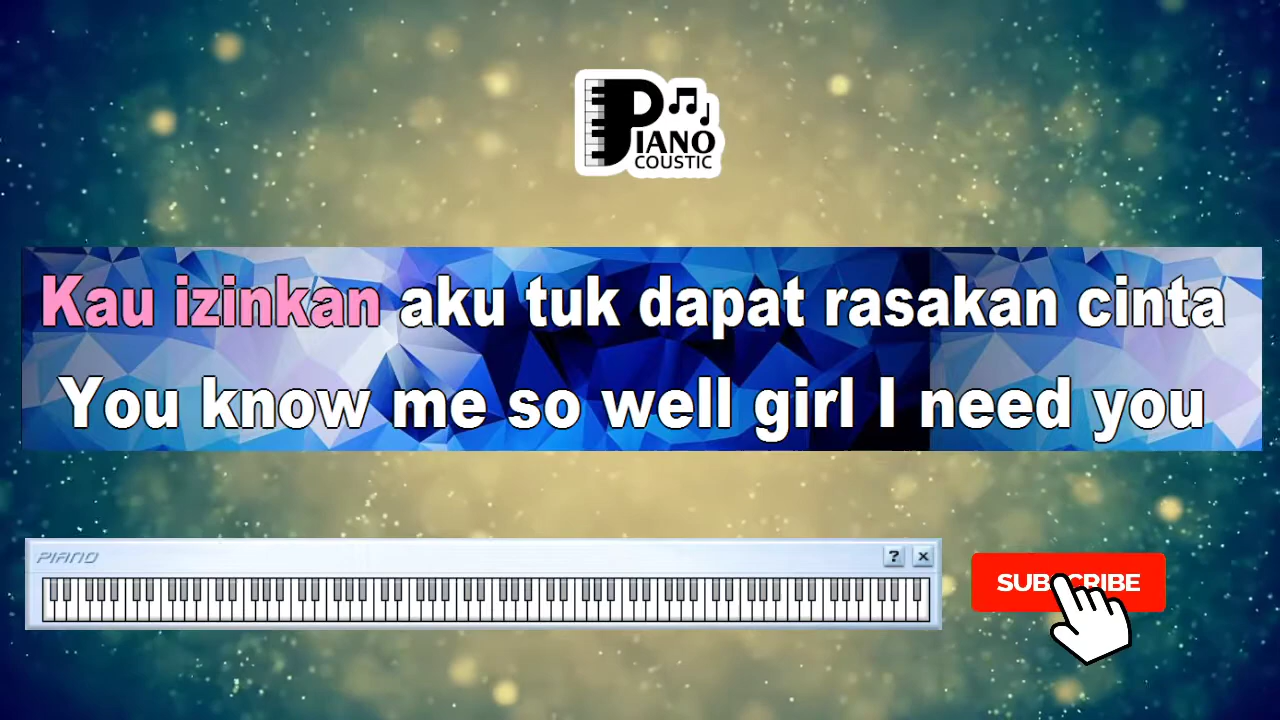 PIANO
COUSTIC
Kau izinkan aku tuk dapat rasakan cinta
You know me so well girl I need you
PIANO
? ×
SUBSCRIBE